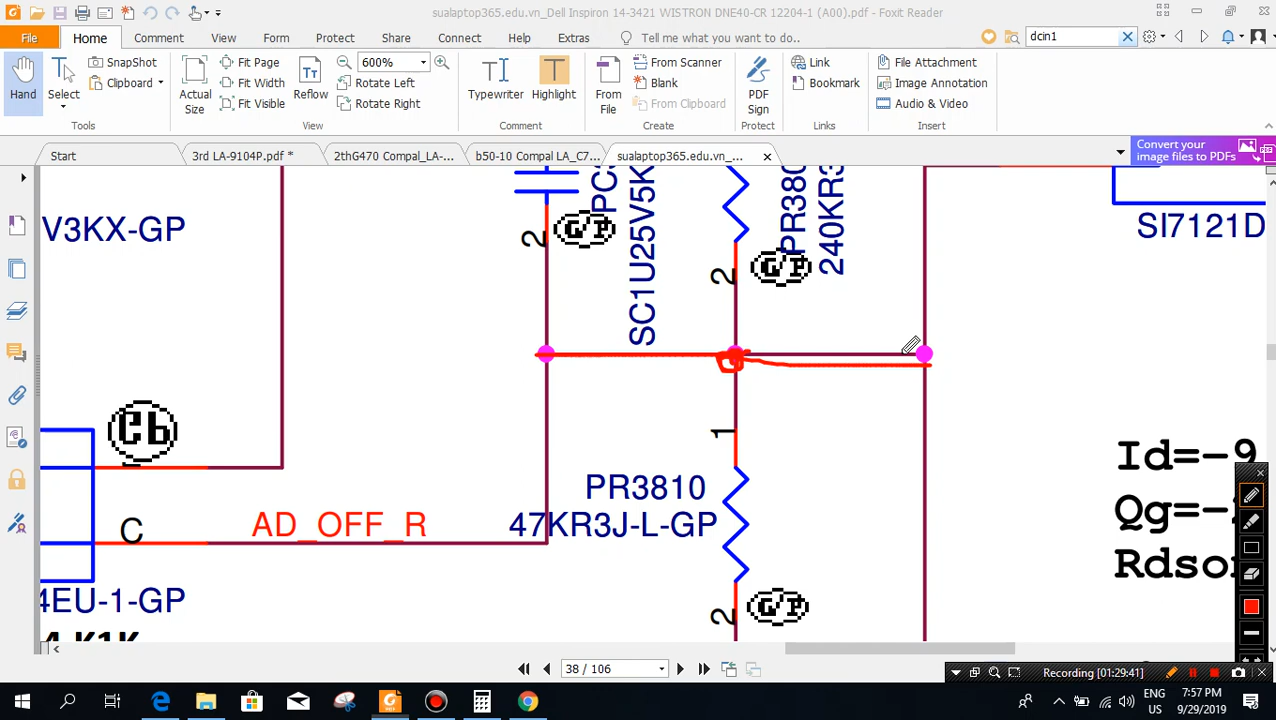 sualaptop365.edu.vn_Dell Inspiron 14-3421 WISTRON DNE40-CR 12204-1 (A00).pdf - Foxit Reader
File Home Comment View Form Protect Share Connect Help Extras Tell me what you want to do... dcin1
Hand
Select
SnapShot
Clipboard
Tools
Actual Size
Fit Page
Fit Width
Fit Visible
Reflow
600%
Rotate Left
Rotate Right
View
Typewriter
Highlight
Comment
From File
From Scanner
Blank
From Clipboard
Create
PDF Sign
Protect
Link
Bookmark
Links
File Attachment
Image Annotation
Audio & Video
Insert
Start 3rd LA-9104P.pdf * 2thG470 Compal_LA-... b50-10 Compal LA_C7... sualaptop365.edu.vn_...
Convert your image files to PDFs
V3KX-GP
2
SC1U25V5K
2
240KR3
SI7121D
AD_OFF_R
C
1
PR3810
47KR3J-L-GP
2
4EU-1-GP
Id=-9
Qg=-
Rdso
38 / 106
Recording [01:29:41]
ENG
US
7:57 PM
9/29/2019